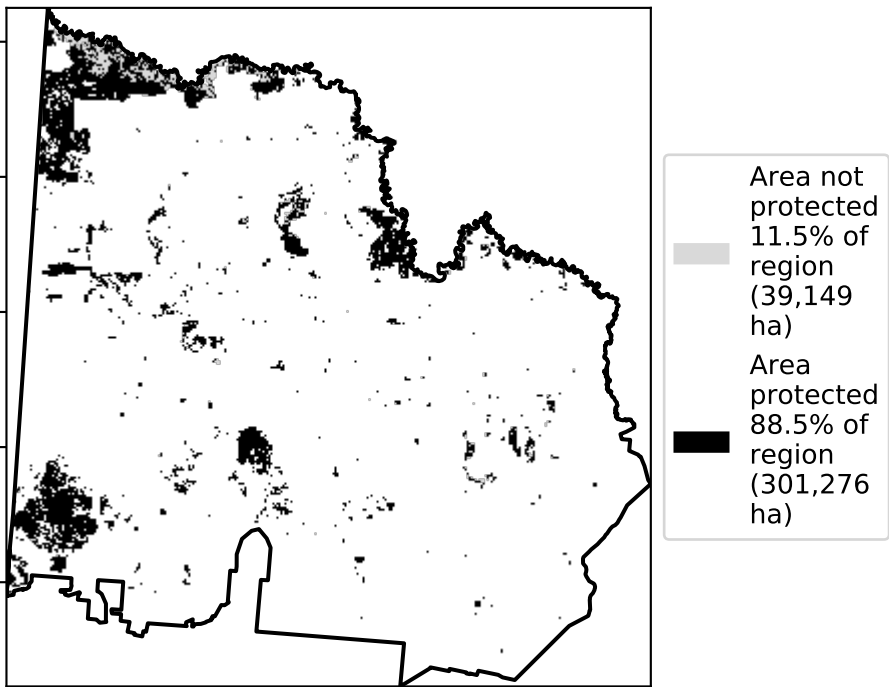 Area not
protected
11.5% of
region
(39,149
ha)
Area
protected
88.5% of
region
(301,276
ha)